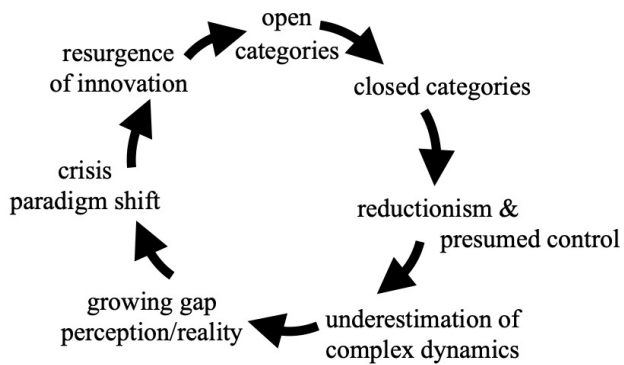 open
categories
closed categories
reductionism &
presumed control
underestimation of
complex dynamics
growing gap
perception/reality
crisis
paradigm shift
resurgence
of innovation